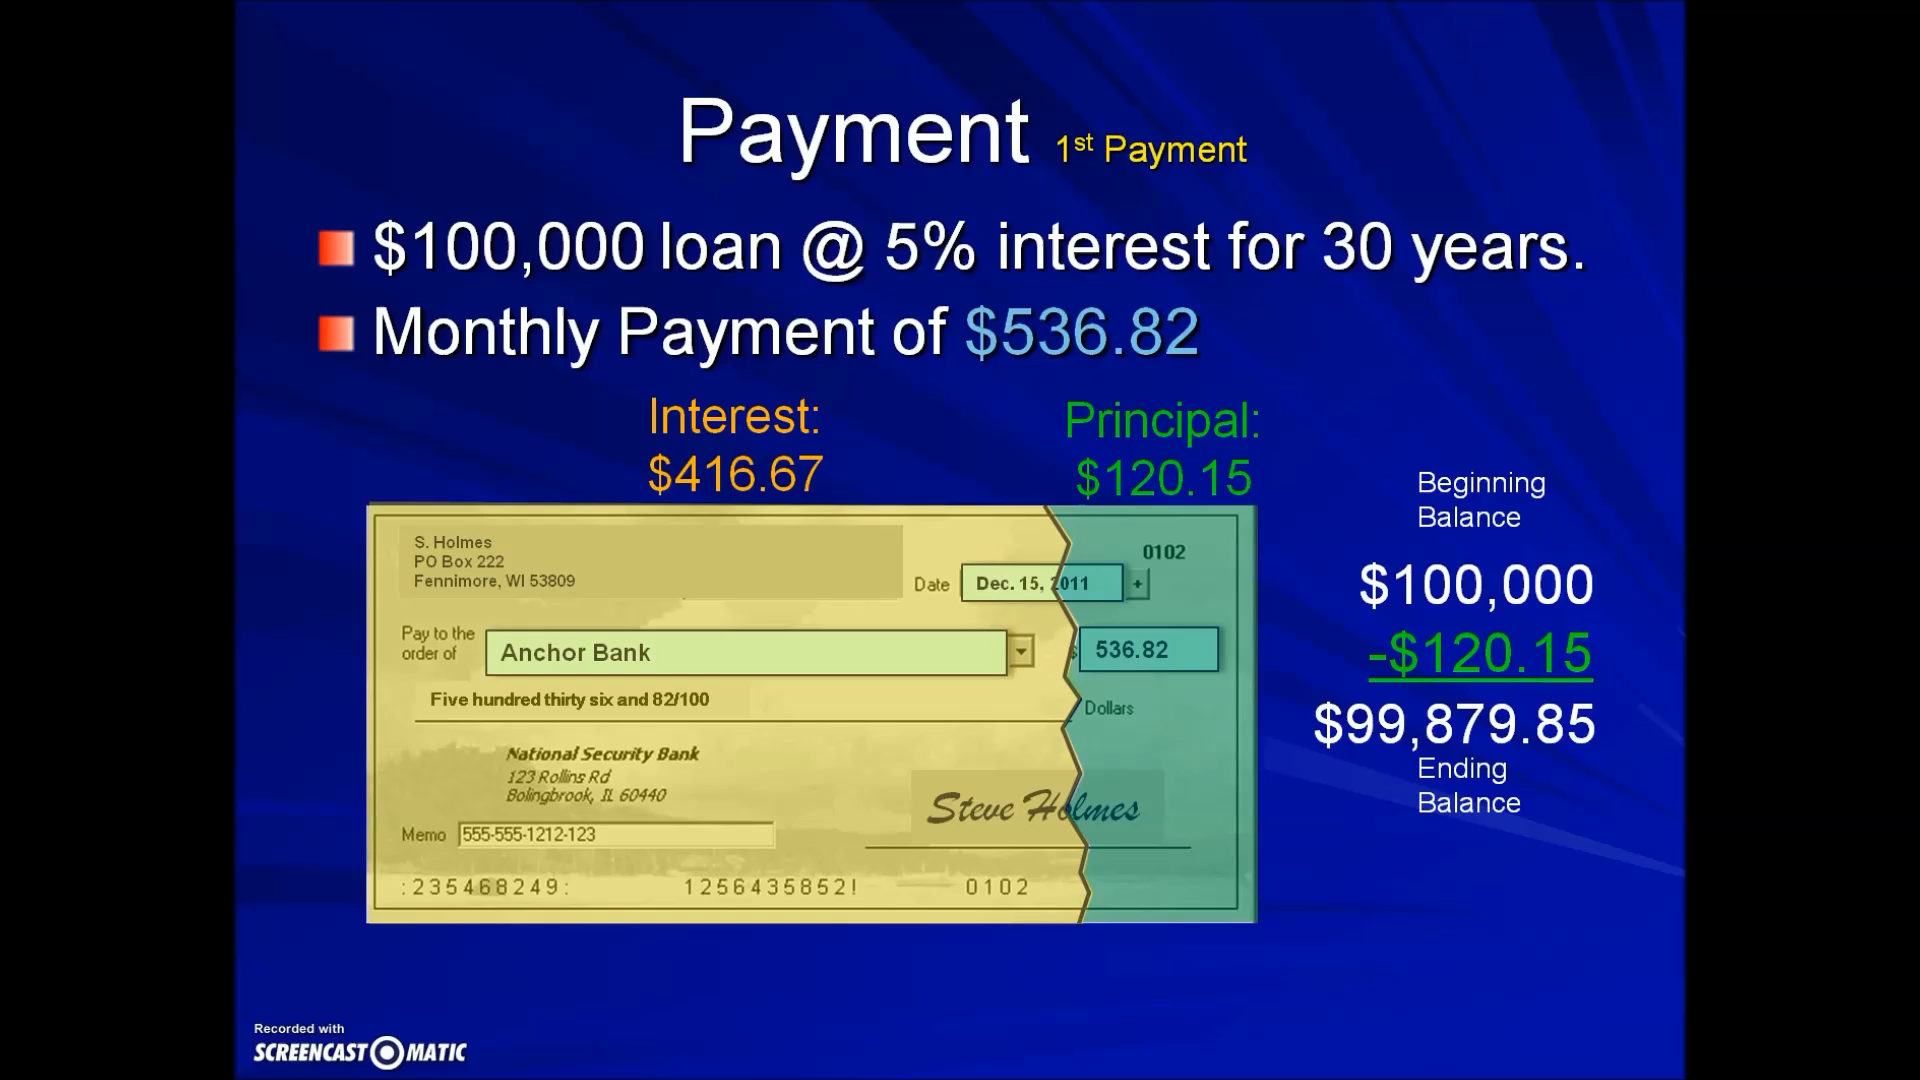 Payment 1st Payment
$100,000 loan @ 5% interest for 30 years.
Monthly Payment of $536.82
Interest:
$416.67
Principal:
$120.15
S. Holmes
PO Box 222
Fennimore, WI 53809
0102
Date Dec. 15, 2011 +
Pay to the
order of
Anchor Bank
$ 536.82
Five hundred thirty six and 82/100
Dollars
National Security Bank
123 Rollins Rd
Bolingbrook, IL 60440
Steve Holmes
Memo 555-555-1212-123
:235468249: 1256435852! 0102
Beginning
Balance
$100,000
-$120.15
$99,879.85
Ending
Balance
Recorded with
SCREENCAST-O-MATIC